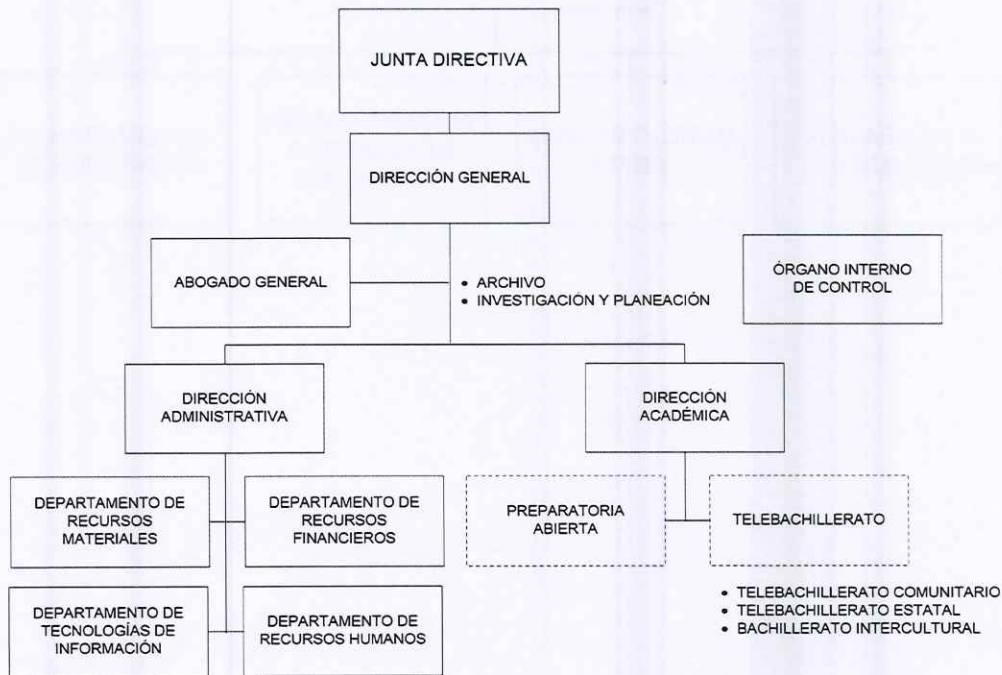 JUNTA DIRECTIVA
DIRECCIÓN GENERAL
ABOGADO GENERAL
• ARCHIVO
• INVESTIGACIÓN Y PLANEACIÓN
ÓRGANO INTERNO
DE CONTROL
DIRECCIÓN
ADMINISTRATIVA
DIRECCIÓN
ACADÉMICA
DEPARTAMENTO DE
RECURSOS
MATERIALES
DEPARTAMENTO DE
RECURSOS
FINANCIEROS
PREPARATORIA
ABIERTA
TELEBACHILLERATO
DEPARTAMENTO DE
TECNOLOGÍAS DE
INFORMACIÓN
DEPARTAMENTO DE
RECURSOS HUMANOS
• TELEBACHILLERATO COMUNITARIO
• TELEBACHILLERATO ESTATAL
• BACHILLERATO INTERCULTURAL